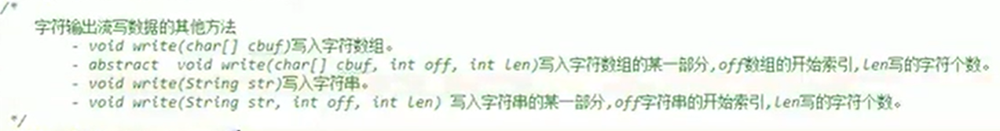 /*
字符输出流写数据的其他方法
- void write(char[] cbuf)写入字符数组。
- abstract  void write(char[] cbuf, int off, int len)写入字符数组的某一部分,off数组的开始索引,len写的字符个数。
- void write(String str)写入字符串。
- void write(String str, int off, int len) 写入字符串的某一部分,off字符串的开始索引,len写的字符个数。
*/